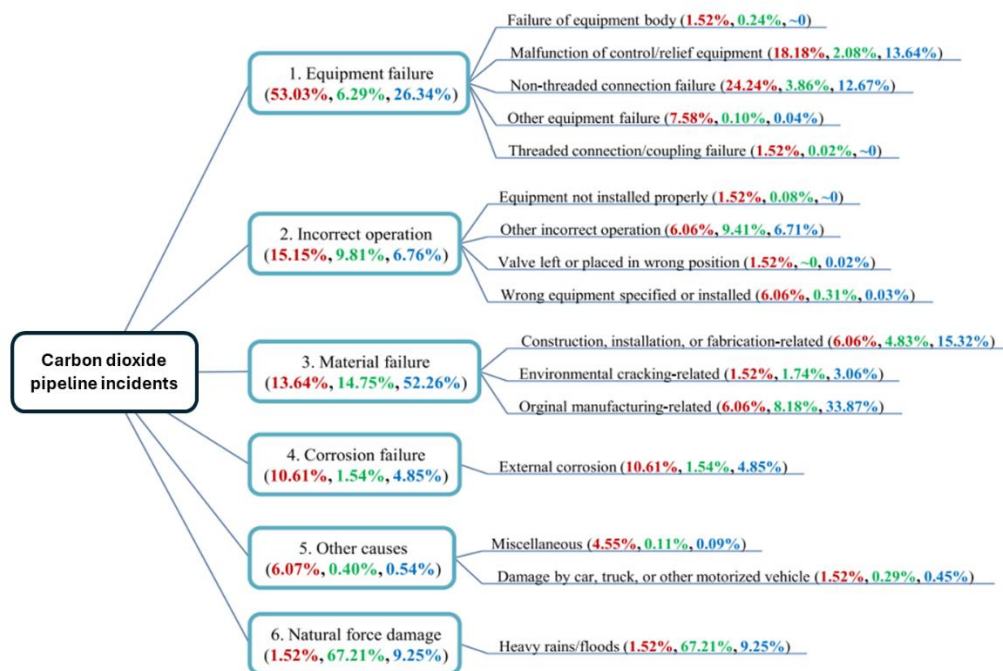 Carbon dioxide
pipeline incidents
1. Equipment failure
(53.03%, 6.29%, 26.34%)
Failure of equipment body (1.52%, 0.24%, ~0)
Malfunction of control/relief equipment (18.18%, 2.08%, 13.64%)
Non-threaded connection failure (24.24%, 3.86%, 12.67%)
Other equipment failure (7.58%, 0.10%, 0.04%)
Threaded connection/coupling failure (1.52%, 0.02%, ~0)
2. Incorrect operation
(15.15%, 9.81%, 6.76%)
Equipment not installed properly (1.52%, 0.08%, ~0)
Other incorrect operation (6.06%, 9.41%, 6.71%)
Valve left or placed in wrong position (1.52%, ~0, 0.02%)
Wrong equipment specified or installed (6.06%, 0.31%, 0.03%)
3. Material failure
(13.64%, 14.75%, 52.26%)
Construction, installation, or fabrication-related (6.06%, 4.83%, 15.32%)
Environmental cracking-related (1.52%, 1.74%, 3.06%)
Orginal manufacturing-related (6.06%, 8.18%, 33.87%)
4. Corrosion failure
(10.61%, 1.54%, 4.85%)
External corrosion (10.61%, 1.54%, 4.85%)
5. Other causes
(6.07%, 0.40%, 0.54%)
Miscellaneous (4.55%, 0.11%, 0.09%)
Damage by car, truck, or other motorized vehicle (1.52%, 0.29%, 0.45%)
6. Natural force damage
(1.52%, 67.21%, 9.25%)
Heavy rains/floods (1.52%, 67.21%, 9.25%)